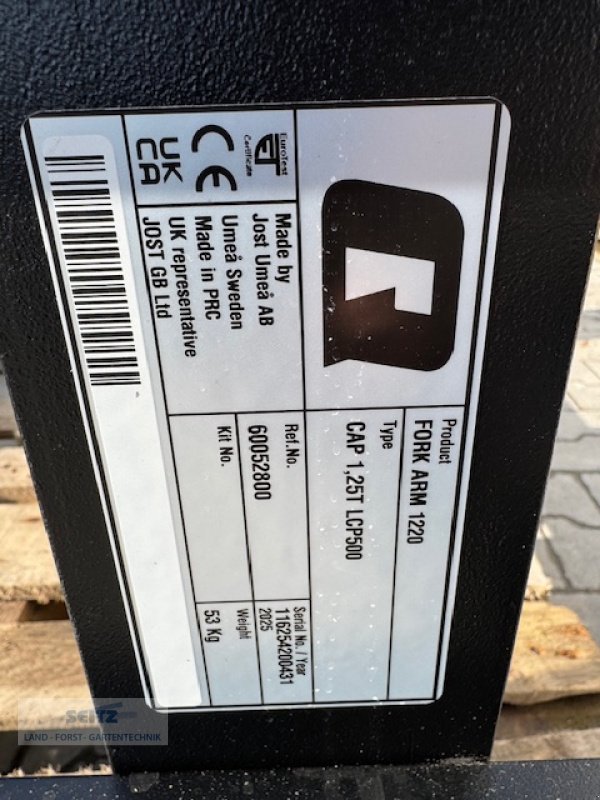 Product
FORK ARM 1220
Type
CAP 1,25T LCP500
Ref.No.
60052800
Serial No. / Year
116254200431
2025
Kit No.
Weight
53 Kg
EuroTest
Certificate
ET
CE
UK
CA
Made by
Jost Umeå AB
Umeå Sweden
Made in PRC
UK representative
JOST GB Ltd
SEITZ
LAND - FORST - GARTENTECHNIK